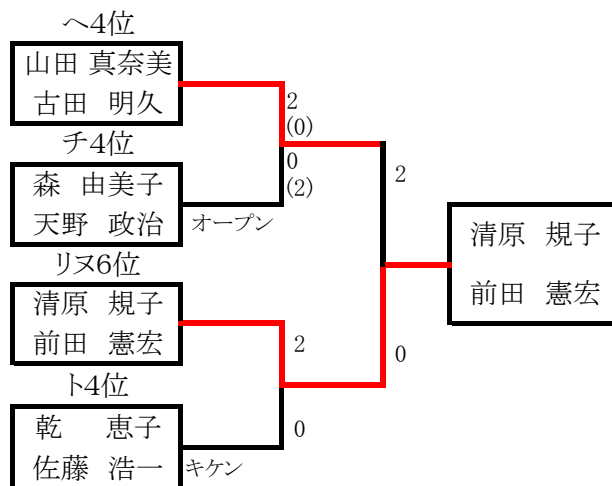 ヘ4位
山田 真奈美
古田 明久
2
(0)
チ4位
0
(2)
森 由美子
天野 政治
オープン
2
清原 規子
前田 憲宏
リヌ6位
清原 規子
前田 憲宏
2
0
ト4位
乾 恵子
佐藤 浩一
キケン
0